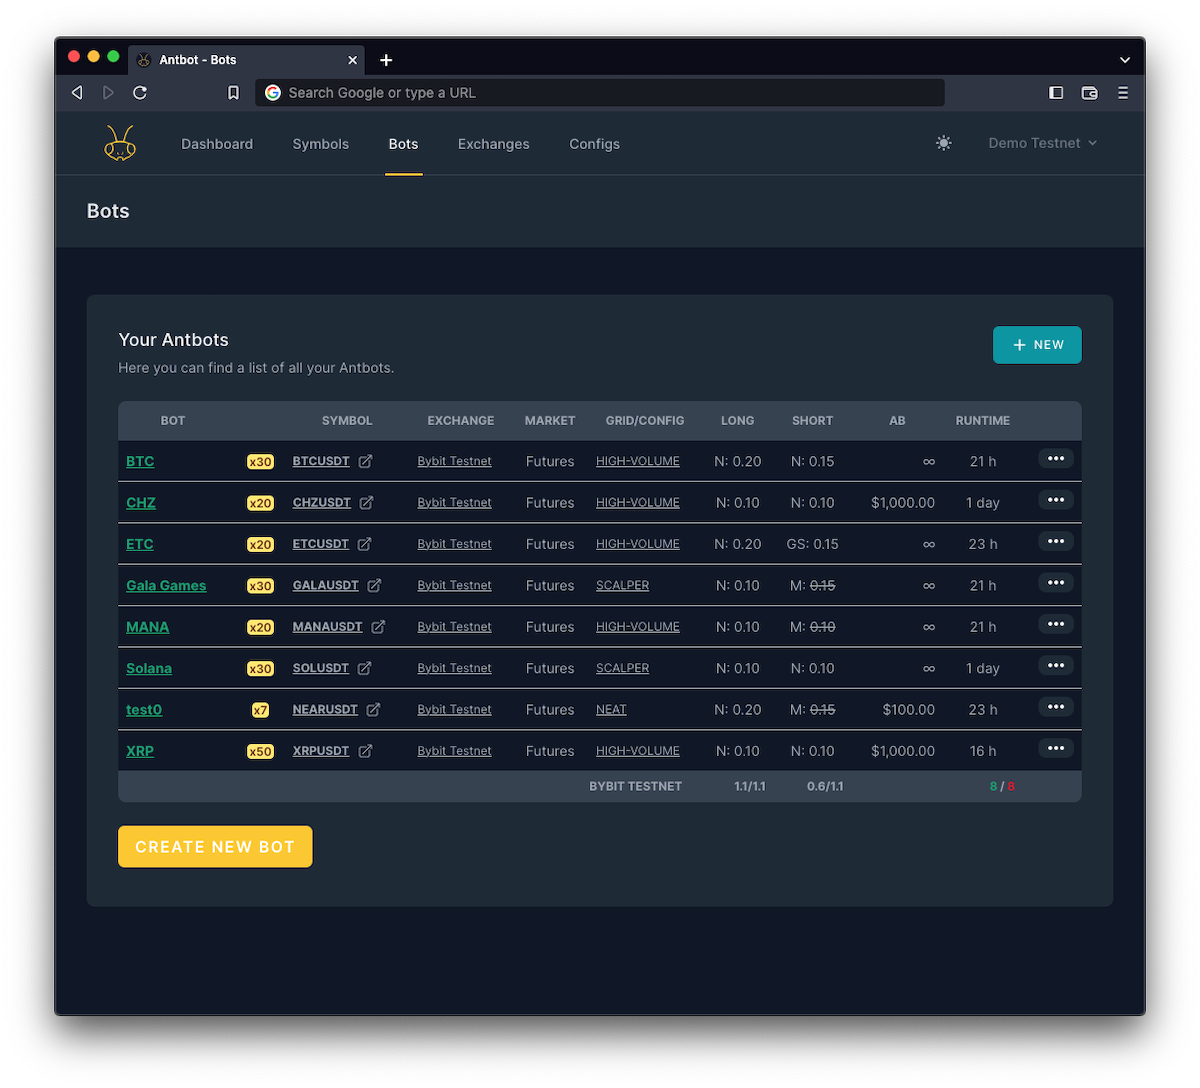 Antbot - Bots
Search Google or type a URL
Dashboard Symbols Bots Exchanges Configs Demo Testnet
Bots
Your Antbots
Here you can find a list of all your Antbots.
+ NEW
BOT SYMBOL EXCHANGE MARKET GRID/CONFIG LONG SHORT AB RUNTIME
BTC x30 BTCUSDT Bybit Testnet Futures HIGH-VOLUME N: 0.20 N: 0.15 ∞ 21 h
CHZ x20 CHZUSDT Bybit Testnet Futures HIGH-VOLUME N: 0.10 N: 0.10 $1,000.00 1 day
ETC x20 ETCUSDT Bybit Testnet Futures HIGH-VOLUME N: 0.20 GS: 0.15 ∞ 23 h
Gala Games x30 GALAUSDT Bybit Testnet Futures SCALPER N: 0.10 M: 0.15 ∞ 21 h
MANA x20 MANAUSDT Bybit Testnet Futures HIGH-VOLUME N: 0.10 M: 0.10 ∞ 21 h
Solana x30 SOLUSDT Bybit Testnet Futures SCALPER N: 0.10 N: 0.10 ∞ 1 day
test0 x7 NEARUSDT Bybit Testnet Futures NEAT N: 0.20 M: 0.15 $100.00 23 h
XRP x50 XRPUSDT Bybit Testnet Futures HIGH-VOLUME N: 0.10 N: 0.10 $1,000.00 16 h
BYBIT TESTNET 1.1/1.1 0.6/1.1 8 / 8
CREATE NEW BOT